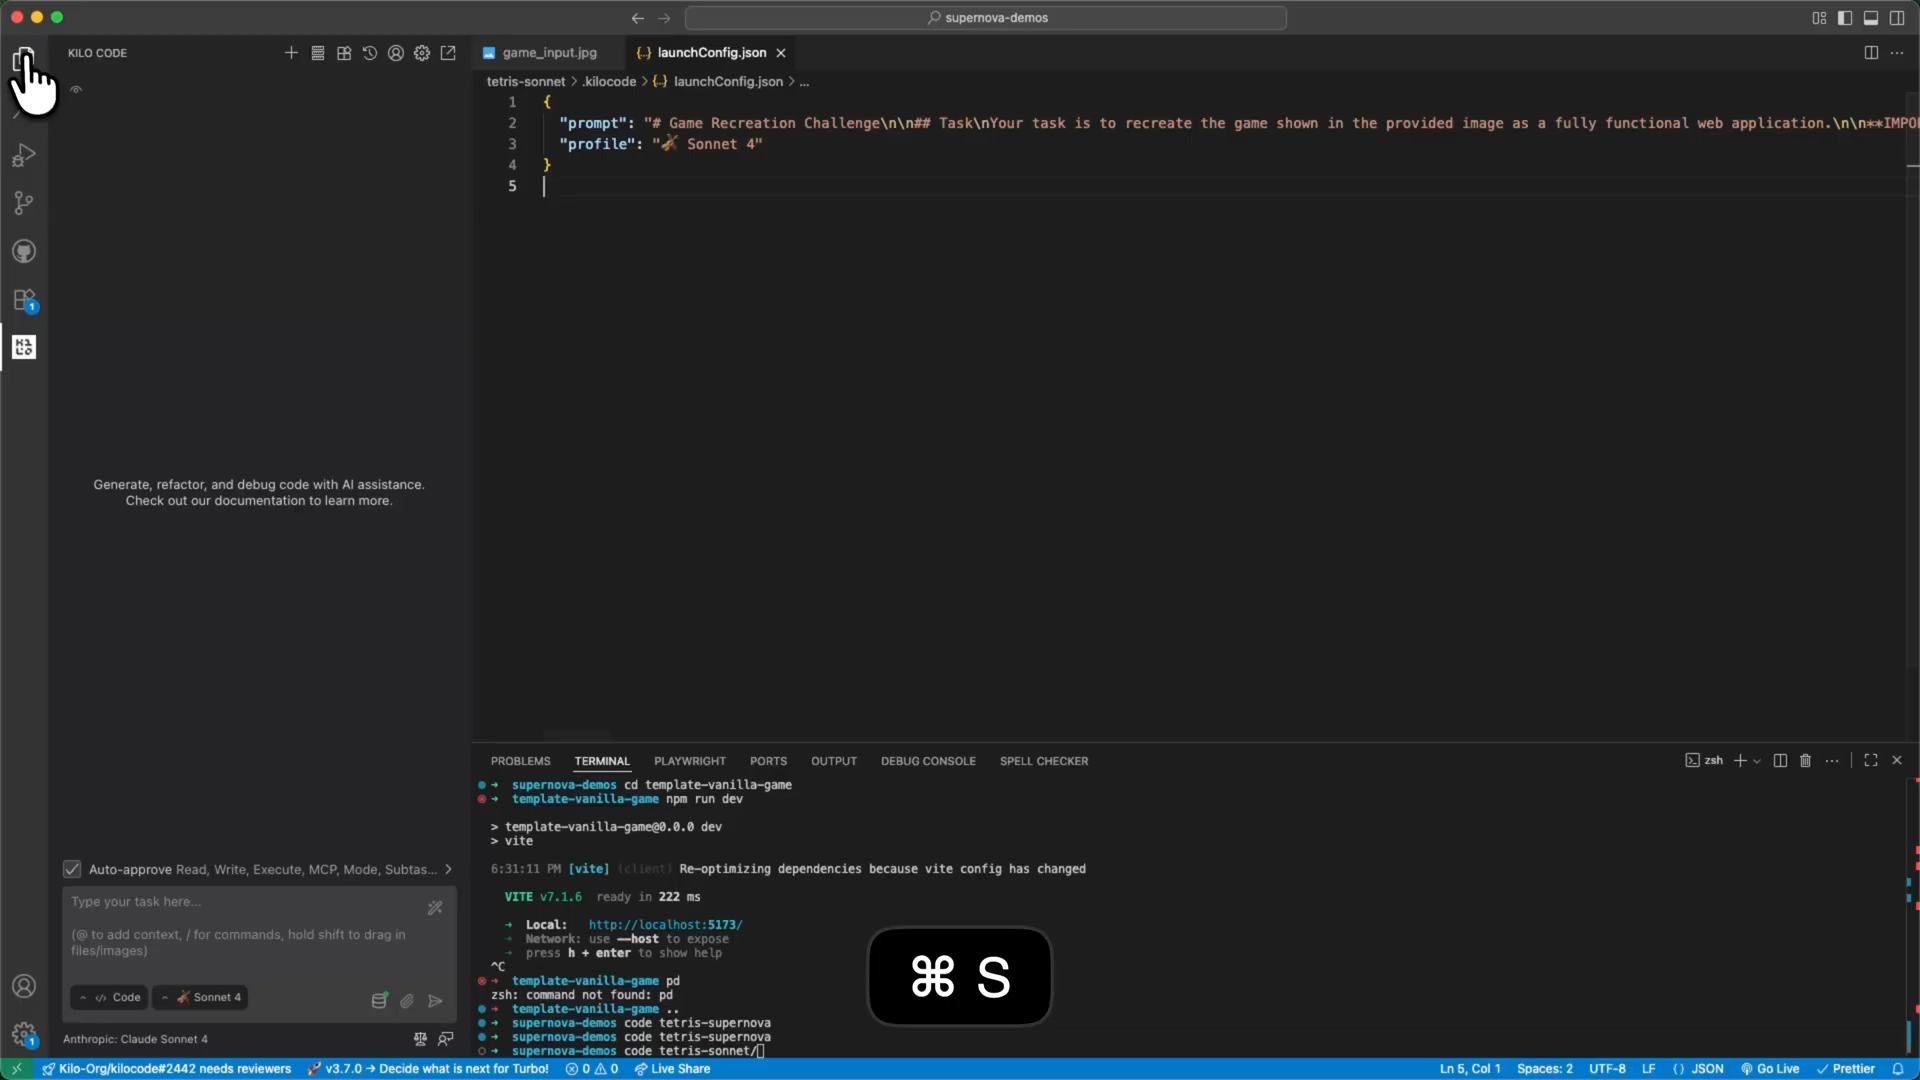 supernova-demos
KILO CODE
game_input.jpg
{..} launchConfig.json
tetris-sonnet > .kilocode > {..} launchConfig.json > ...
1 {
2 "prompt": "# Game Recreation Challenge\n\n## Task\nYour task is to recreate the game shown in the provided image as a fully functional web application.\n\n**IMPO
3 "profile": "🎻 Sonnet 4"
4 }
5
1
KILO
Generate, refactor, and debug code with AI assistance.
Check out our documentation to learn more.
Auto-approve Read, Write, Execute, MCP, Mode, Subtas... >
Type your task here...
(@ to add context, / for commands, hold shift to drag in
files/images)
</> Code
🎻 Sonnet 4
Anthropic: Claude Sonnet 4
1
PROBLEMS TERMINAL PLAYWRIGHT PORTS OUTPUT DEBUG CONSOLE SPELL CHECKER
zsh
➜ supernova-demos cd template-vanilla-game
➜ template-vanilla-game npm run dev
> template-vanilla-game@0.0.0 dev
> vite
6:31:11 PM [vite] (client) Re-optimizing dependencies because vite config has changed
VITE v7.1.6 ready in 222 ms
➜ Local: http://localhost:5173/
➜ Network: use --host to expose
➜ press h + enter to show help
^C
➜ template-vanilla-game pd
zsh: command not found: pd
➜ template-vanilla-game ..
➜ supernova-demos code tetris-supernova
➜ supernova-demos code tetris-supernova
➜ supernova-demos code tetris-sonnet/
⌘ S
Kilo-Org/kilocode#2442 needs reviewers
🚀 v3.7.0 → Decide what is next for Turbo!
0 0
Live Share
Ln 5, Col 1
Spaces: 2
UTF-8
LF
{ } JSON
Go Live
Prettier